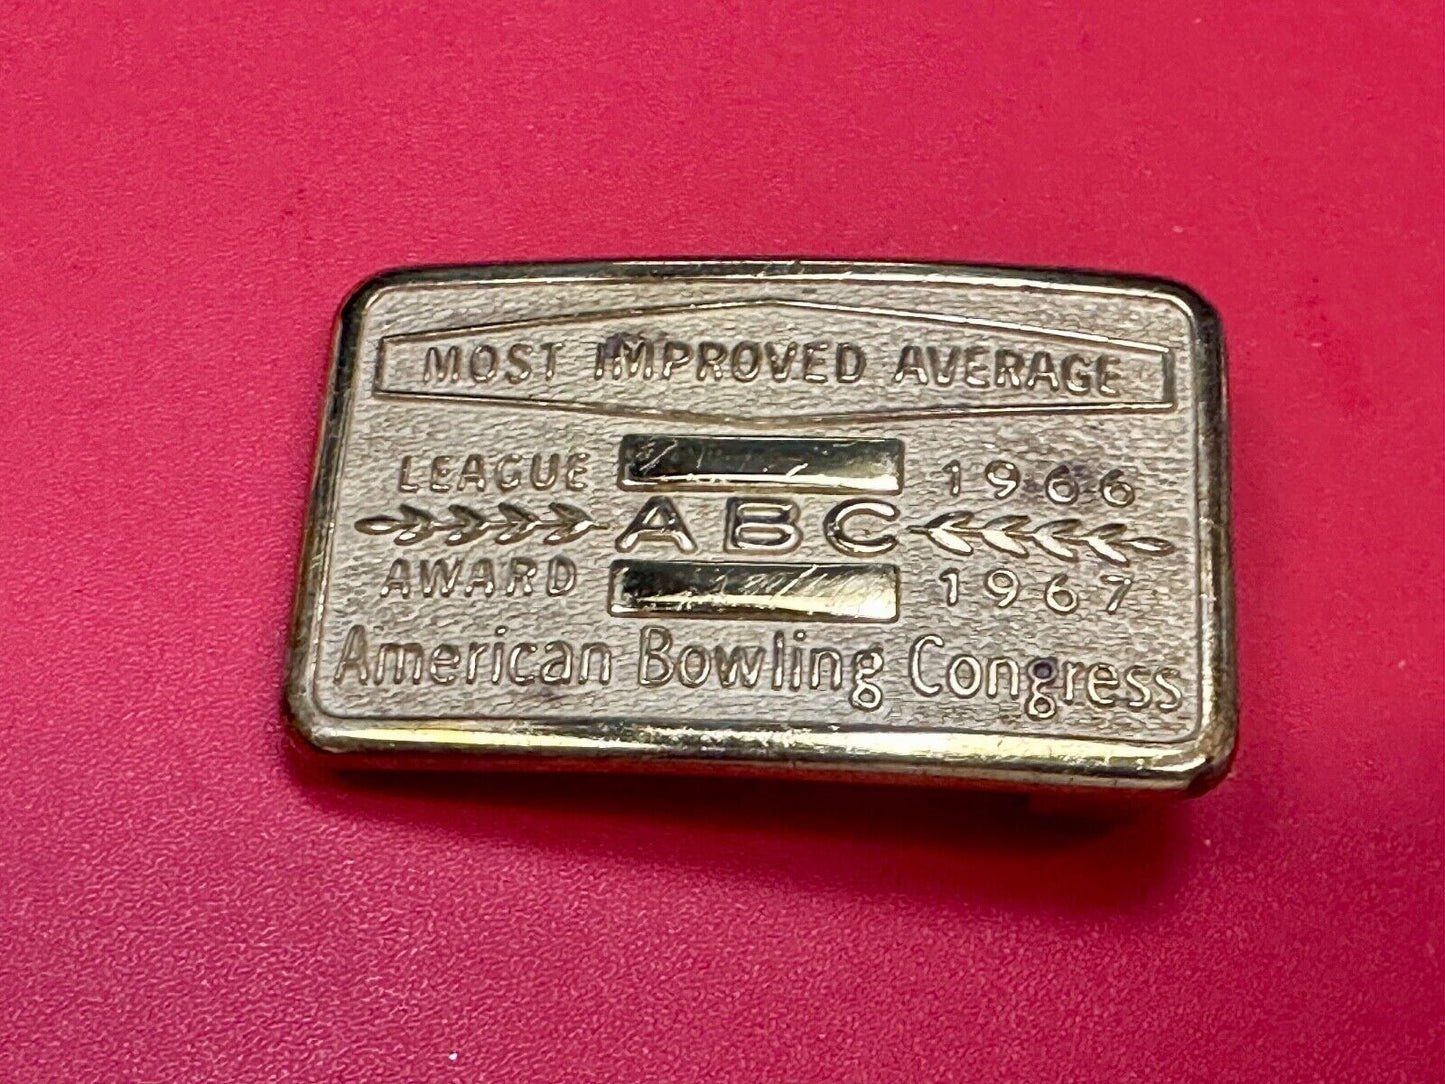 MOST IMPROVED AVERAGE
LEAGUE 1966
ABC
AWARD 1967
American Bowling Congress